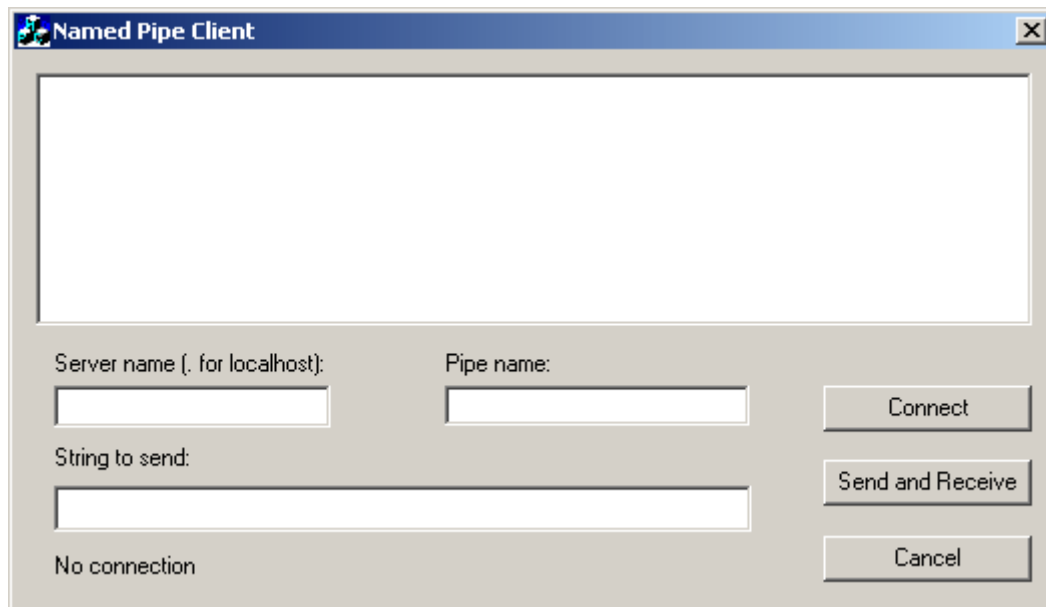 Named Pipe Client
Server name (. for localhost):
Pipe name:
Connect
String to send:
Send and Receive
No connection
Cancel